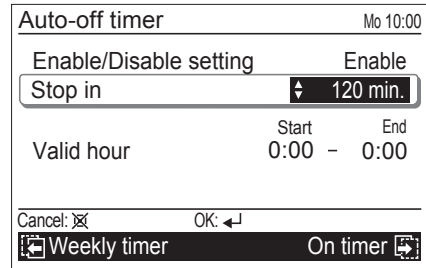 Auto-off timer Mo 10:00
Enable/Disable setting Enable
Stop in 120 min.
Start End
Valid hour 0:00 – 0:00
Cancel: OK:
Weekly timer On timer